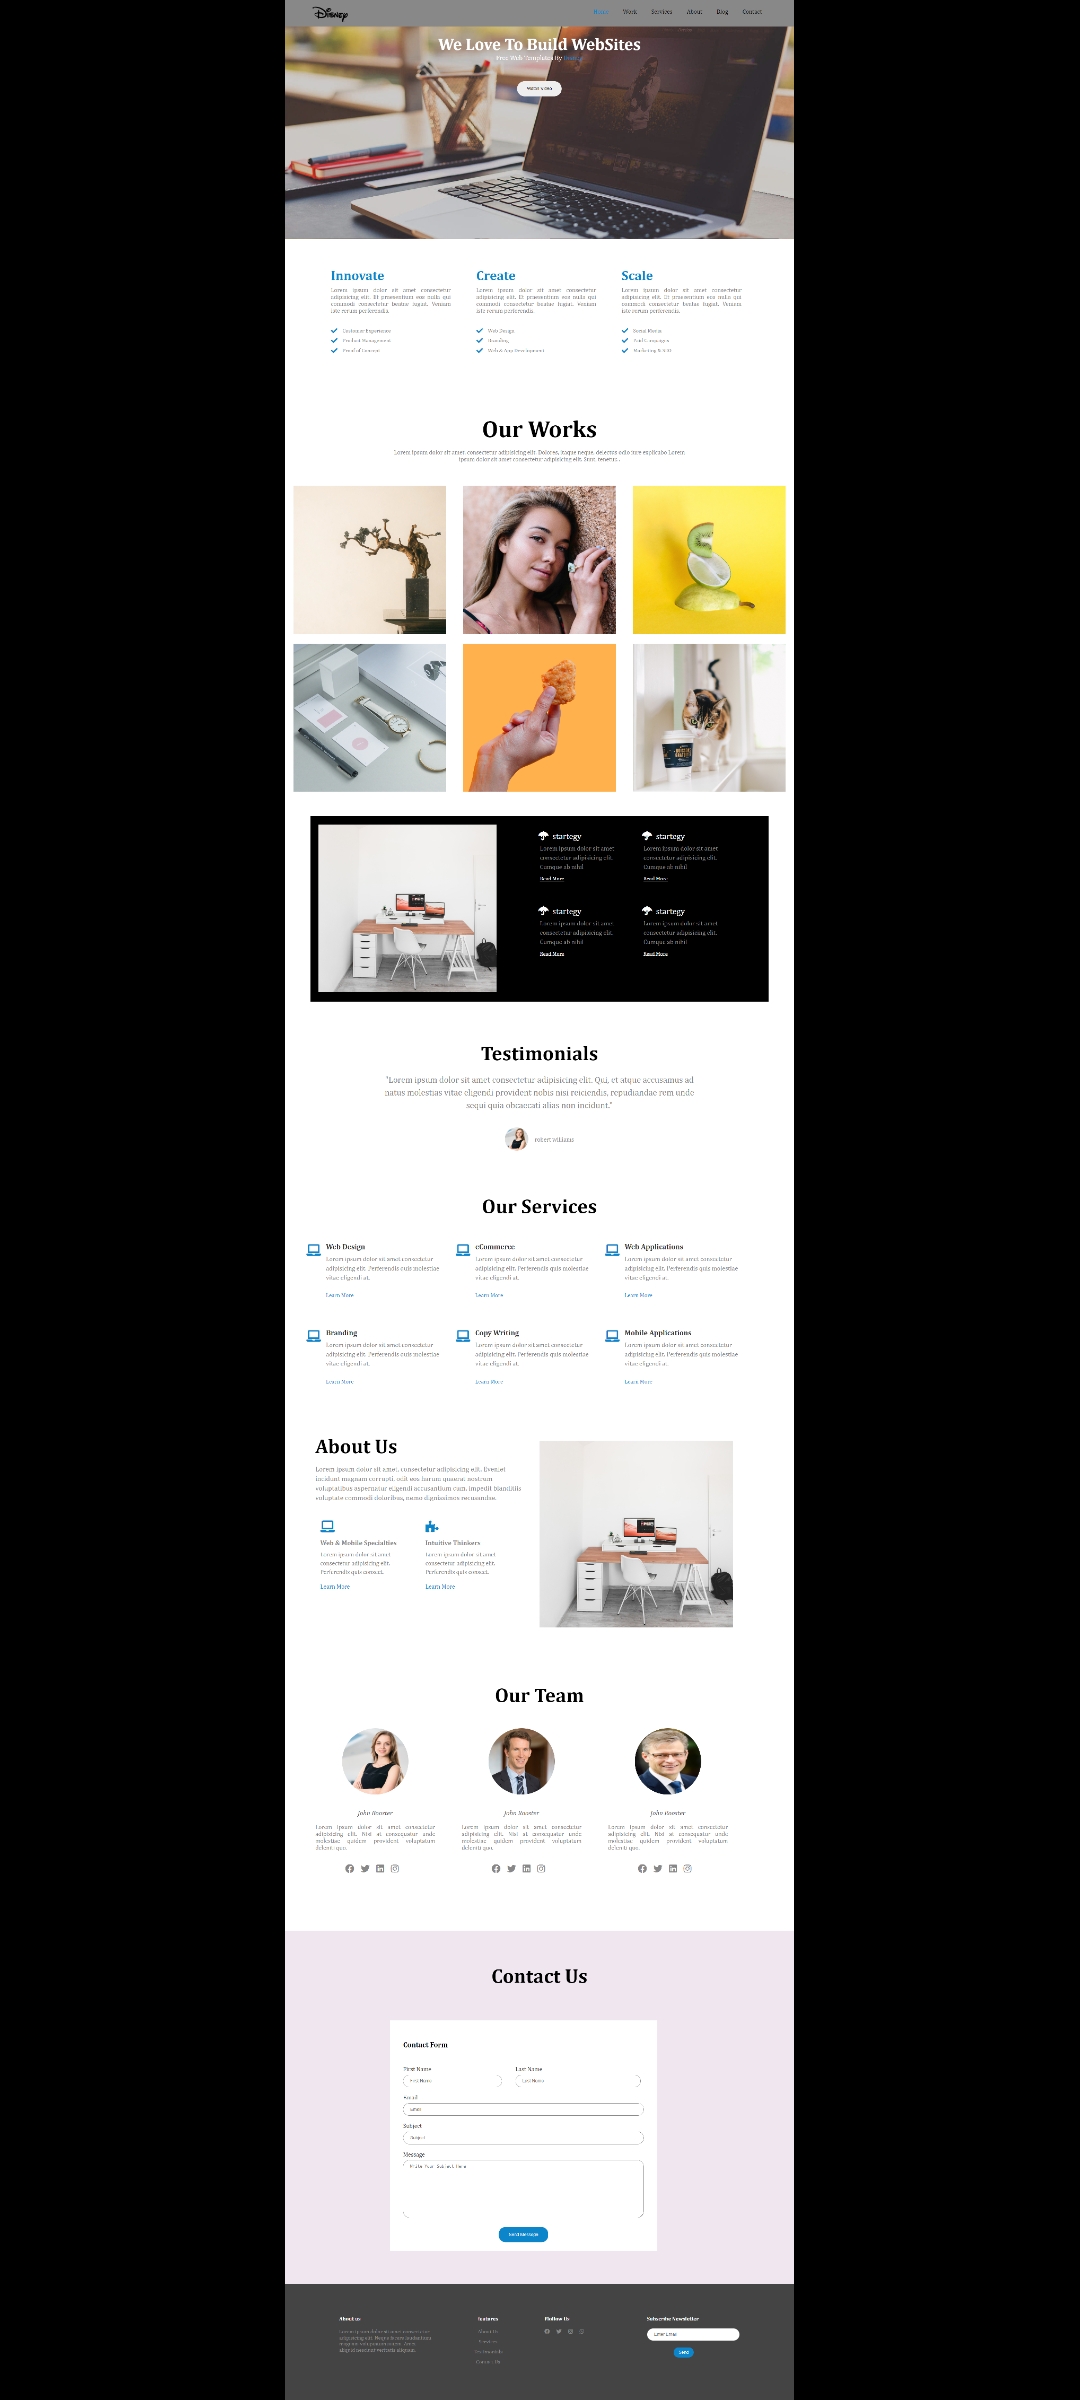 Disney
Home Work Services About Blog Contact
We Love To Build WebSites
Free Web Templates By
Watch Video
Innovate
Lorem ipsum dolor sit amet consectetur
adipisicing elit. Et praesentium eos nulla qui
commodi consectetur beatae fugiat. Veniam
iste rerum perferendis.
Customer Experience
Product Management
Proof of Concept
Create
Lorem ipsum dolor sit amet consectetur
adipisicing elit. Et praesentium eos nulla qui
commodi consectetur beatae fugiat. Veniam
iste rerum perferendis.
Web Design
Branding
Web & App Development
Scale
Lorem ipsum dolor sit amet consectetur
adipisicing elit. Et praesentium eos nulla qui
commodi consectetur beatae fugiat. Veniam
iste rerum perferendis.
Social Media
Paid Campaigns
Marketing & SEO
Our Works
Lorem ipsum dolor sit amet, consectetur adipisicing elit. Dolores, itaque neque, delectus odio iure explicabo Lorem
ipsum dolor sit amet consectetur adipisicing elit. Sunt, tenetur.
startegy
Lorem ipsum dolor sit amet
consectetur adipisicing elit.
Cumque ab nihil
Read More
startegy
Lorem ipsum dolor sit amet
consectetur adipisicing elit.
Cumque ab nihil
Read More
startegy
Lorem ipsum dolor sit amet
consectetur adipisicing elit.
Cumque ab nihil
Read More
startegy
Lorem ipsum dolor sit amet
consectetur adipisicing elit.
Cumque ab nihil
Read More
Testimonials
"Lorem ipsum dolor sit amet consectetur adipisicing elit. Qui, et atque accusamus ad
natus molestias vitae eligendi provident nobis nisi reiciendis, repudiandae rem unde
sequi quia obcaecati alias non incidunt."
robert williams
Our Services
Web Design
Lorem ipsum dolor sit amet consectetur
adipisicing elit. Perferendis quis molestiae
vitae eligendi at.
Learn More
eCommerce
Lorem ipsum dolor sit amet consectetur
adipisicing elit. Perferendis quis molestiae
vitae eligendi at.
Learn More
Web Applications
Lorem ipsum dolor sit amet consectetur
adipisicing elit. Perferendis quis molestiae
vitae eligendi at.
Learn More
Branding
Lorem ipsum dolor sit amet consectetur
adipisicing elit. Perferendis quis molestiae
vitae eligendi at.
Learn More
Copy Writing
Lorem ipsum dolor sit amet consectetur
adipisicing elit. Perferendis quis molestiae
vitae eligendi at.
Learn More
Mobile Applications
Lorem ipsum dolor sit amet consectetur
adipisicing elit. Perferendis quis molestiae
vitae eligendi at.
Learn More
About Us
Lorem ipsum dolor sit amet, consectetur adipisicing elit. Eveniet
incidunt magnam corrupti, odit eos harum quaerat nostrum
voluptatibus aspernatur eligendi accusantium cum, impedit blanditiis
voluptate commodi doloribus, nemo dignissimos recusandae.
Web & Mobile Specialties
Lorem ipsum dolor sit amet
consectetur adipisicing elit.
Perferendis quis consect.
Learn More
Intuitive Thinkers
Lorem ipsum dolor sit amet
consectetur adipisicing elit.
Perferendis quis consect.
Learn More
Our Team
John Rooster
Lorem ipsum dolor sit amet consectetur
adipisicing elit. Nisi at consequatur unde
molestiae quidem provident voluptatum
deleniti quo.
John Rooster
Lorem ipsum dolor sit amet consectetur
adipisicing elit. Nisi at consequatur unde
molestiae quidem provident voluptatum
deleniti quo.
John Rooster
Lorem ipsum dolor sit amet consectetur
adipisicing elit. Nisi at consequatur unde
molestiae quidem provident voluptatum
deleniti quo.
Contact Us
Contact Form
First Name
First Name
Last Name
Last Name
Email
Email
Subject
Subject
Message
Write Your Subject here
Send Message
About us
features
About Us
Services
Testimonials
Contact Us
Follow Us
Subscribe Newsletter
Enter Email
Send